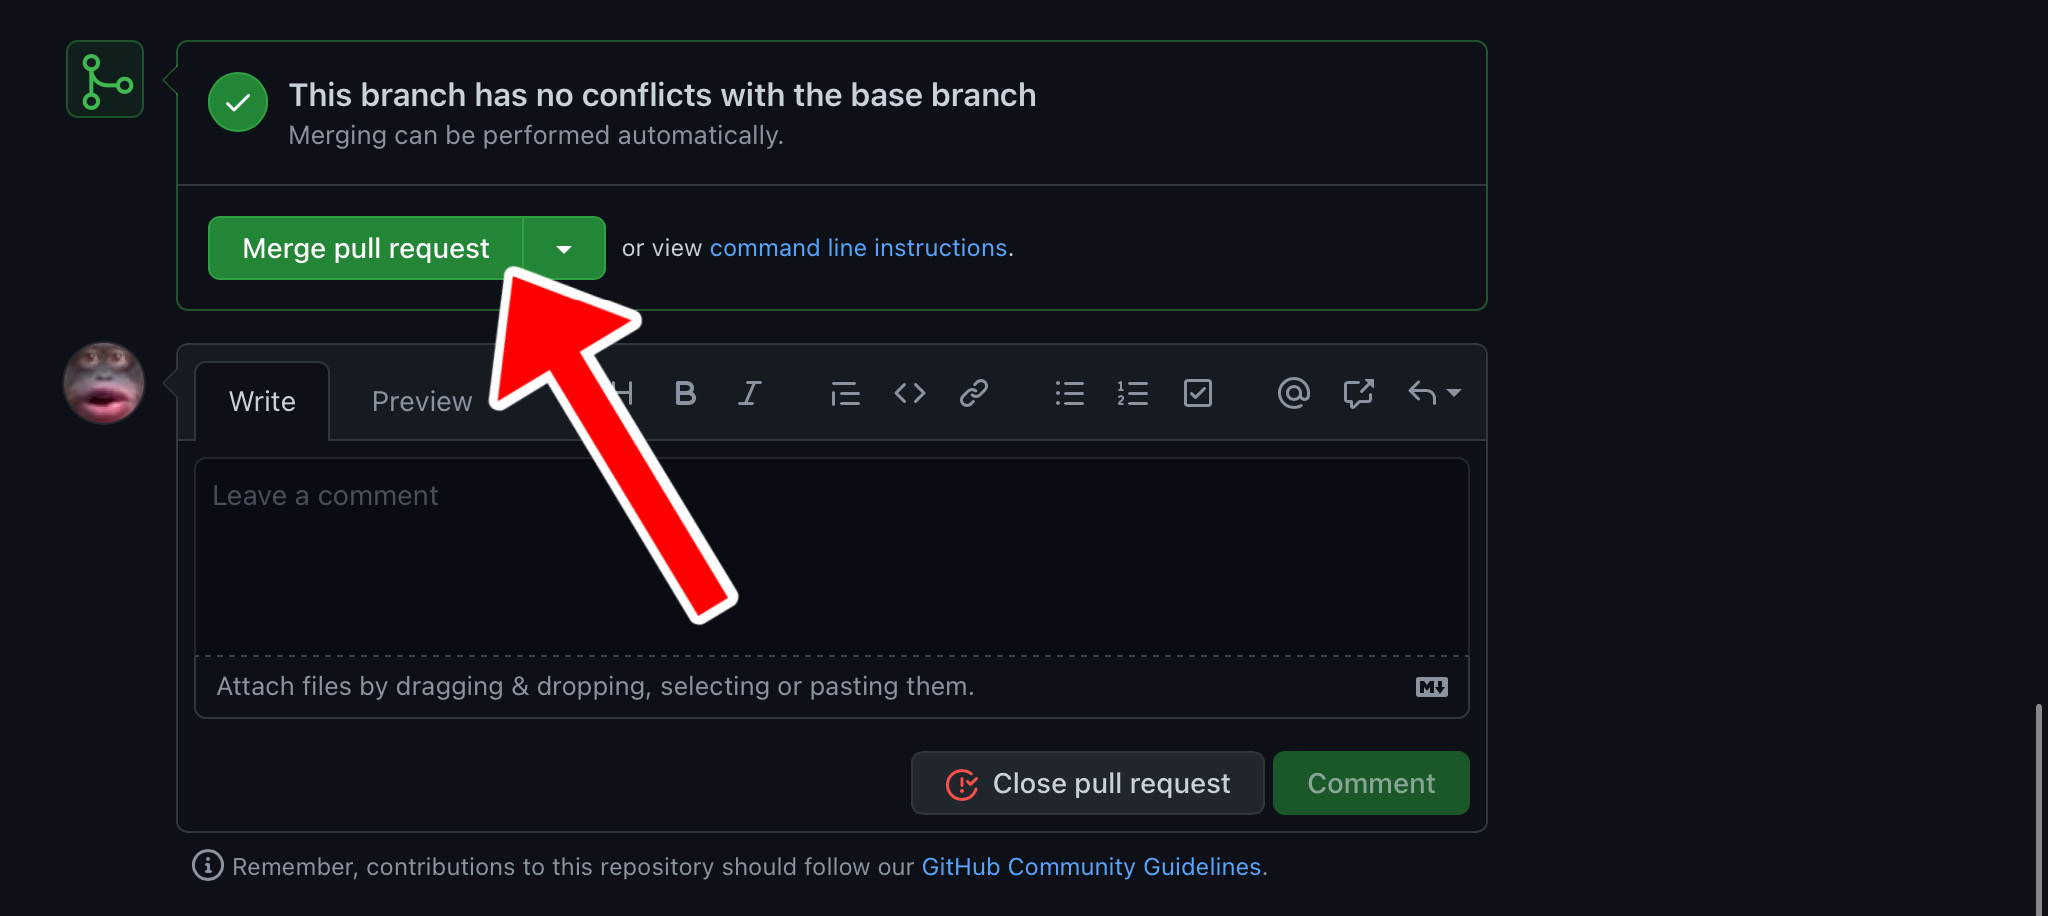 This branch has no conflicts with the base branch
Merging can be performed automatically.
Merge pull request
or view command line instructions.
Write
Preview
H B I
Leave a comment
Attach files by dragging & dropping, selecting or pasting them.
M
Close pull request
Comment
Remember, contributions to this repository should follow our GitHub Community Guidelines.